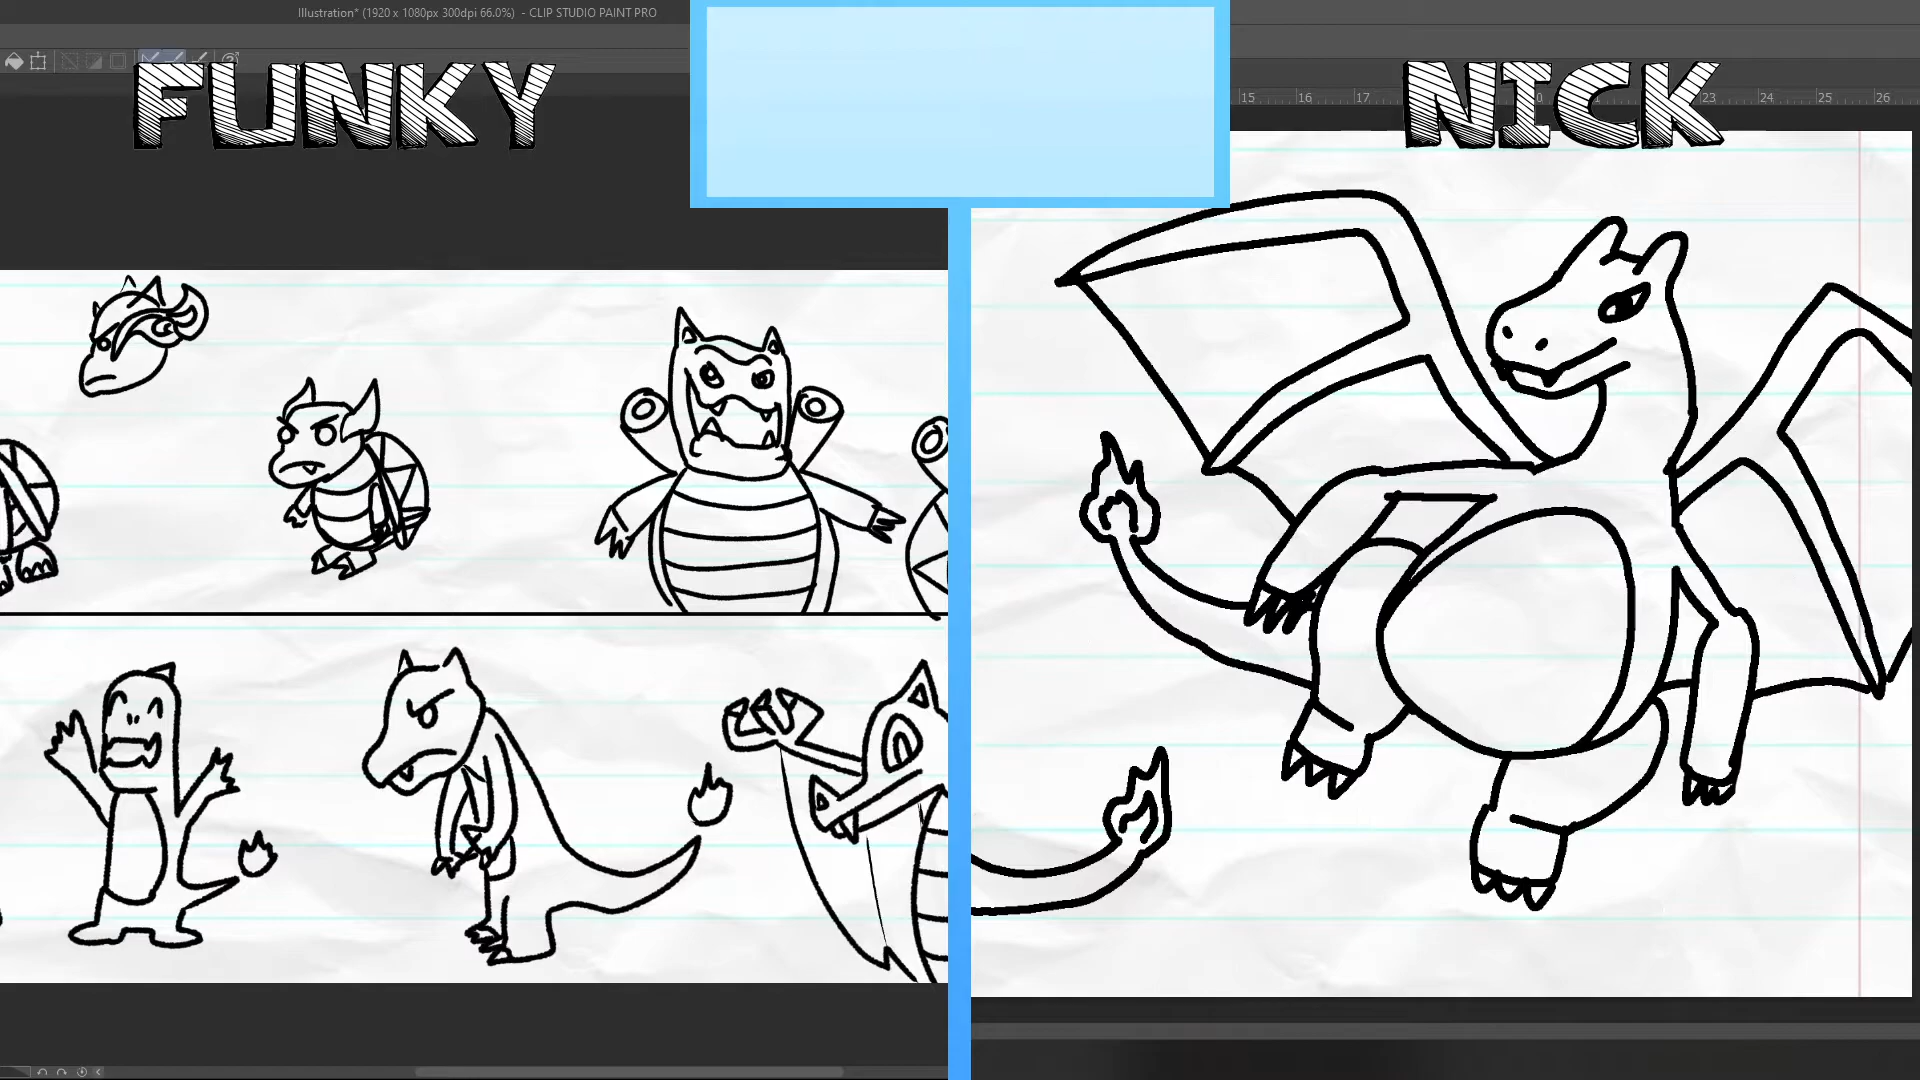 Illustration* (1920 x 1080px 300dpi 66.0%) - CLIP STUDIO PAINT PRO
FUNKY
NICK
15 16 17 23 24 25 26